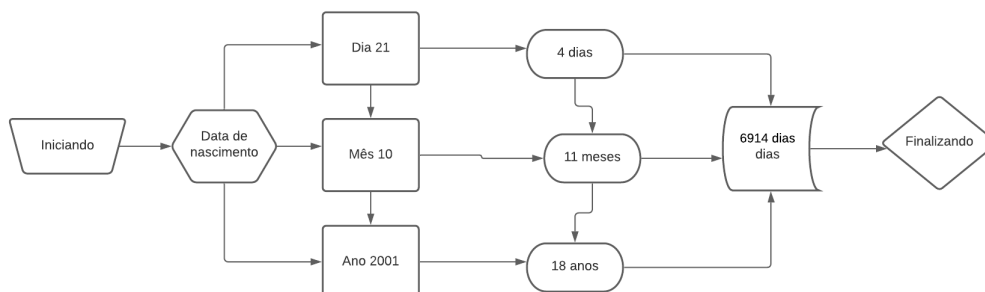 Iniciando
Data de
nascimento
Dia 21
Mês 10
Ano 2001
4 dias
11 meses
18 anos
6914 dias
dias
Finalizando